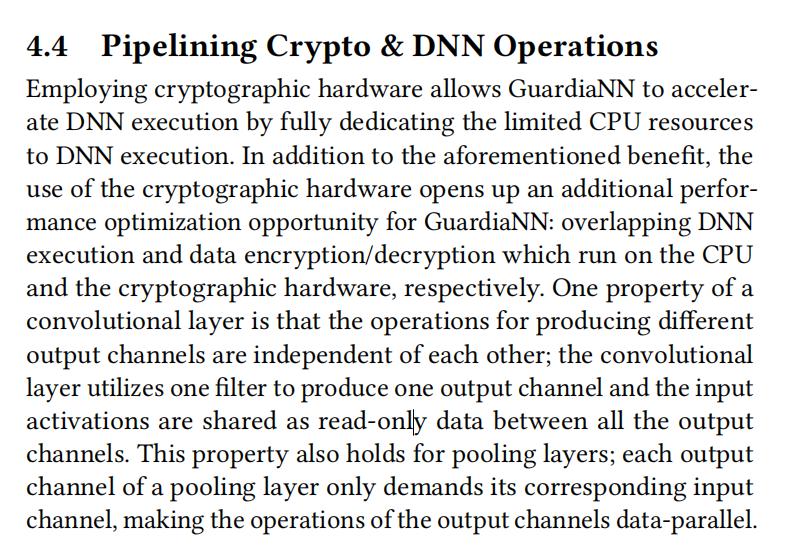 4.4 Pipelining Crypto & DNN Operations
Employing cryptographic hardware allows GuardiaNN to acceler-
ate DNN execution by fully dedicating the limited CPU resources
to DNN execution. In addition to the aforementioned benefit, the
use of the cryptographic hardware opens up an additional perfor-
mance optimization opportunity for GuardiaNN: overlapping DNN
execution and data encryption/decryption which run on the CPU
and the cryptographic hardware, respectively. One property of a
convolutional layer is that the operations for producing different
output channels are independent of each other; the convolutional
layer utilizes one filter to produce one output channel and the input
activations are shared as read-only data between all the output
channels. This property also holds for pooling layers; each output
channel of a pooling layer only demands its corresponding input
channel, making the operations of the output channels data-parallel.